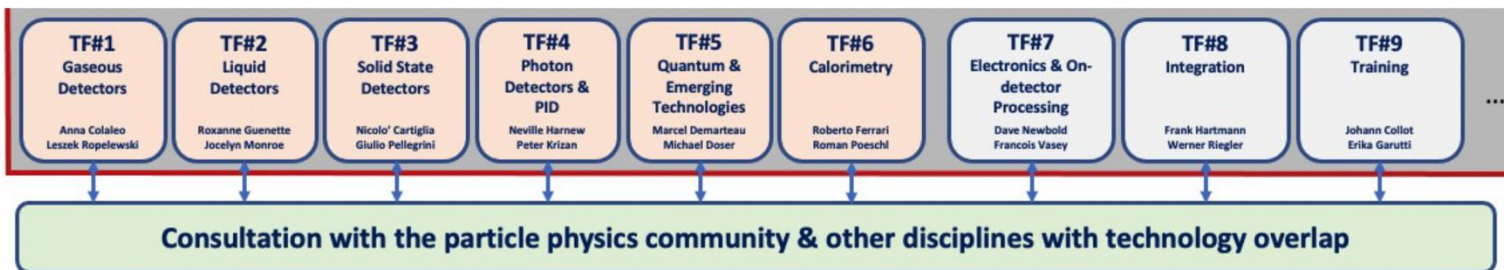 TF#1
Gaseous
Detectors
Anna Colaleo
Leszek Ropelewski
TF#2
Liquid
Detectors
Roxanne Guenette
Jocelyn Monroe
TF#3
Solid State
Detectors
Nicolo' Cartiglia
Giulio Pellegrini
TF#4
Photon
Detectors &
PID
Neville Harnew
Peter Krizan
TF#5
Quantum &
Emerging
Technologies
Marcel Demarteau
Michael Doser
TF#6
Calorimetry
Roberto Ferrari
Roman Poeschl
TF#7
Electronics & On-
detector
Processing
Dave Newbold
Francois Vasey
TF#8
Integration
Frank Hartmann
Werner Riegler
TF#9
Training
Johann Collot
Erika Garutti
...
Consultation with the particle physics community & other disciplines with technology overlap